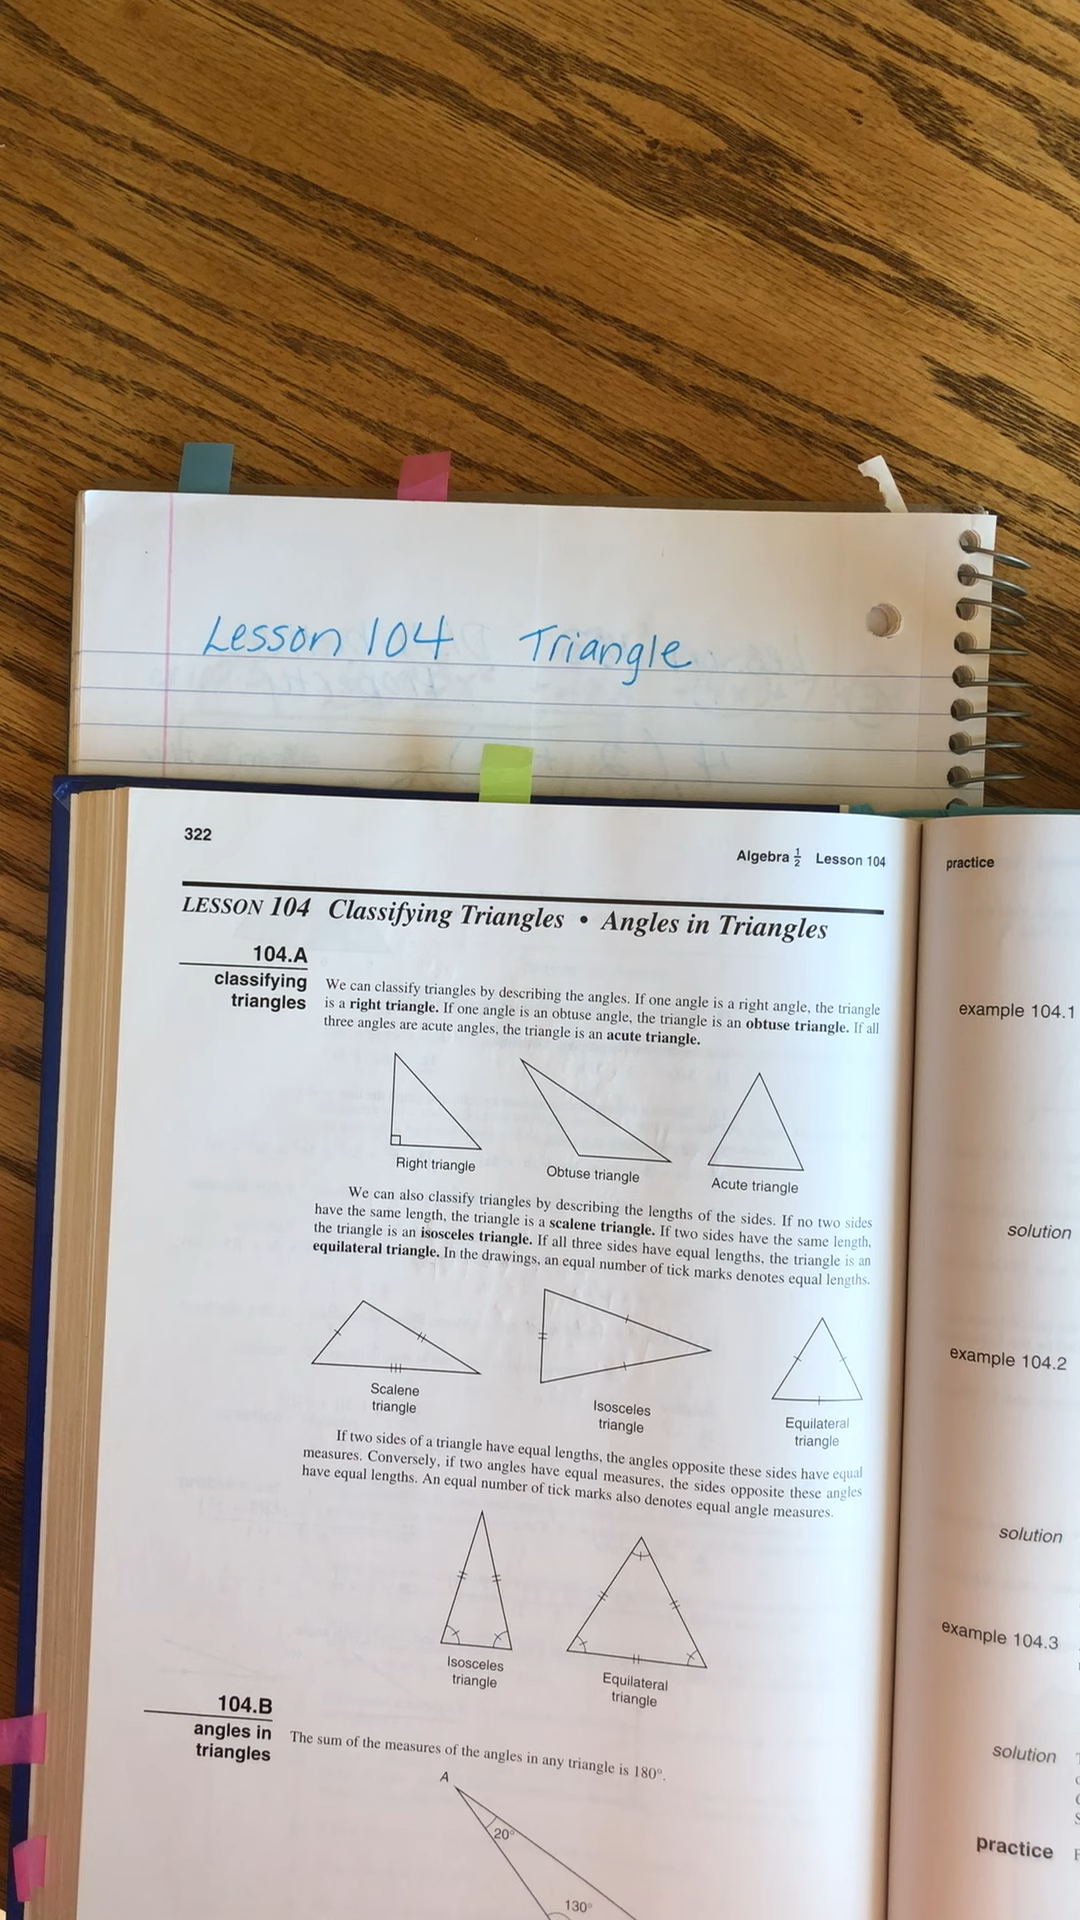 Lesson 104 Triangle
322
Algebra 1/2 Lesson 104
LESSON 104 Classifying Triangles • Angles in Triangles
104.A
classifying
triangles
We can classify triangles by describing the angles. If one angle is a right angle, the triangle
is a right triangle. If one angle is an obtuse angle, the triangle is an obtuse triangle. If all
three angles are acute angles, the triangle is an acute triangle.
Right triangle
Obtuse triangle
Acute triangle
We can also classify triangles by describing the lengths of the sides. If no two sides
have the same length, the triangle is a scalene triangle. If two sides have the same length,
the triangle is an isosceles triangle. If all three sides have equal lengths, the triangle is an
equilateral triangle. In the drawings, an equal number of tick marks denotes equal lengths.
Scalene
triangle
Isosceles
triangle
Equilateral
triangle
If two sides of a triangle have equal lengths, the angles opposite these sides have equal
measures. Conversely, if two angles have equal measures, the sides opposite these angles
have equal lengths. An equal number of tick marks also denotes equal angle measures.
Isosceles
triangle
Equilateral
triangle
104.B
angles in
triangles
The sum of the measures of the angles in any triangle is 180°.
A
20°
130°
practice
example 104.1
solution
example 104.2
solution
example 104.3
solution
practice